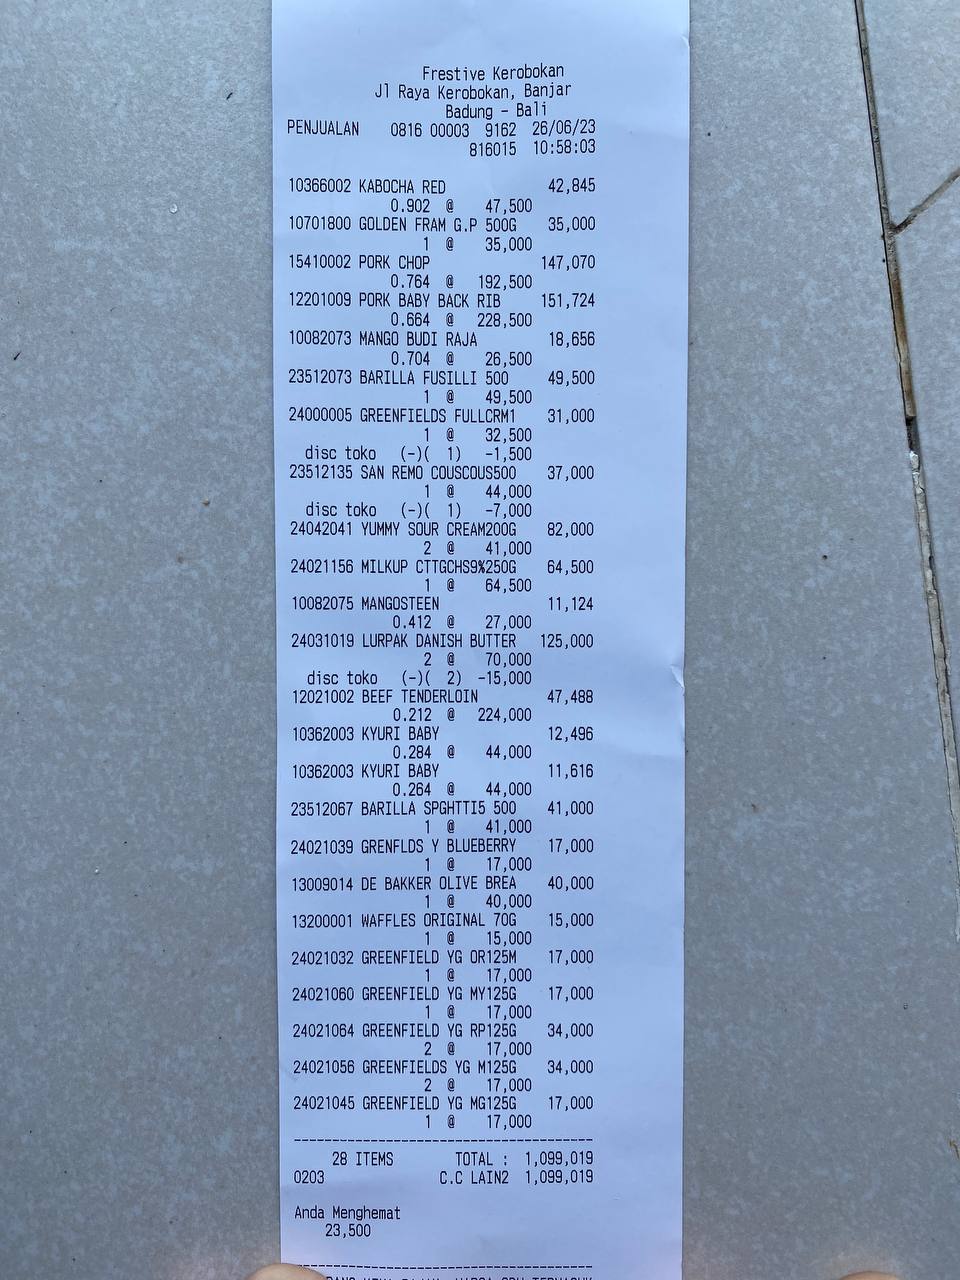 Frestive Kerobokan
Jl Raya Kerobokan, Banjar
Badung - Bali
PENJUALAN 0816 00003 9162 26/06/23
816015 10:58:03
10366002 KABOCHA RED 42,845
0.902 @ 47,500
10701800 GOLDEN FRAM G.P 500G 35,000
1 @ 35,000
15410002 PORK CHOP 147,070
0.764 @ 192,500
12201009 PORK BABY BACK RIB 151,724
0.664 @ 228,500
10082073 MANGO BUDI RAJA 18,656
0.704 @ 26,500
23512073 BARILLA FUSILLI 500 49,500
1 @ 49,500
24000005 GREENFIELDS FULLCRM1 31,000
1 @ 32,500
disc toko (-)( 1) -1,500
23512135 SAN REMO COUSCOUS500 37,000
1 @ 44,000
disc toko (-)( 1) -7,000
24042041 YUMMY SOUR CREAM200G 82,000
2 @ 41,000
24021156 MILKUP CTTGCHS9%250G 64,500
1 @ 64,500
10082075 MANGOSTEEN 11,124
0.412 @ 27,000
24031019 LURPAK DANISH BUTTER 125,000
2 @ 70,000
disc toko (-)( 2) -15,000
12021002 BEEF TENDERLOIN 47,488
0.212 @ 224,000
10362003 KYURI BABY 12,496
0.284 @ 44,000
10362003 KYURI BABY 11,616
0.264 @ 44,000
23512067 BARILLA SPGHTTI5 500 41,000
1 @ 41,000
24021039 GRENFLDS Y BLUEBERRY 17,000
1 @ 17,000
13009014 DE BAKKER OLIVE BREA 40,000
1 @ 40,000
13200001 WAFFLES ORIGINAL 70G 15,000
1 @ 15,000
24021032 GREENFIELD YG OR125M 17,000
1 @ 17,000
24021060 GREENFIELD YG MY125G 17,000
1 @ 17,000
24021064 GREENFIELD YG RP125G 34,000
2 @ 17,000
24021056 GREENFIELDS YG M125G 34,000
2 @ 17,000
24021045 GREENFIELD YG MG125G 17,000
1 @ 17,000
28 ITEMS TOTAL : 1,099,019
0203 C.C LAIN2 1,099,019
Anda Menghemat
23,500